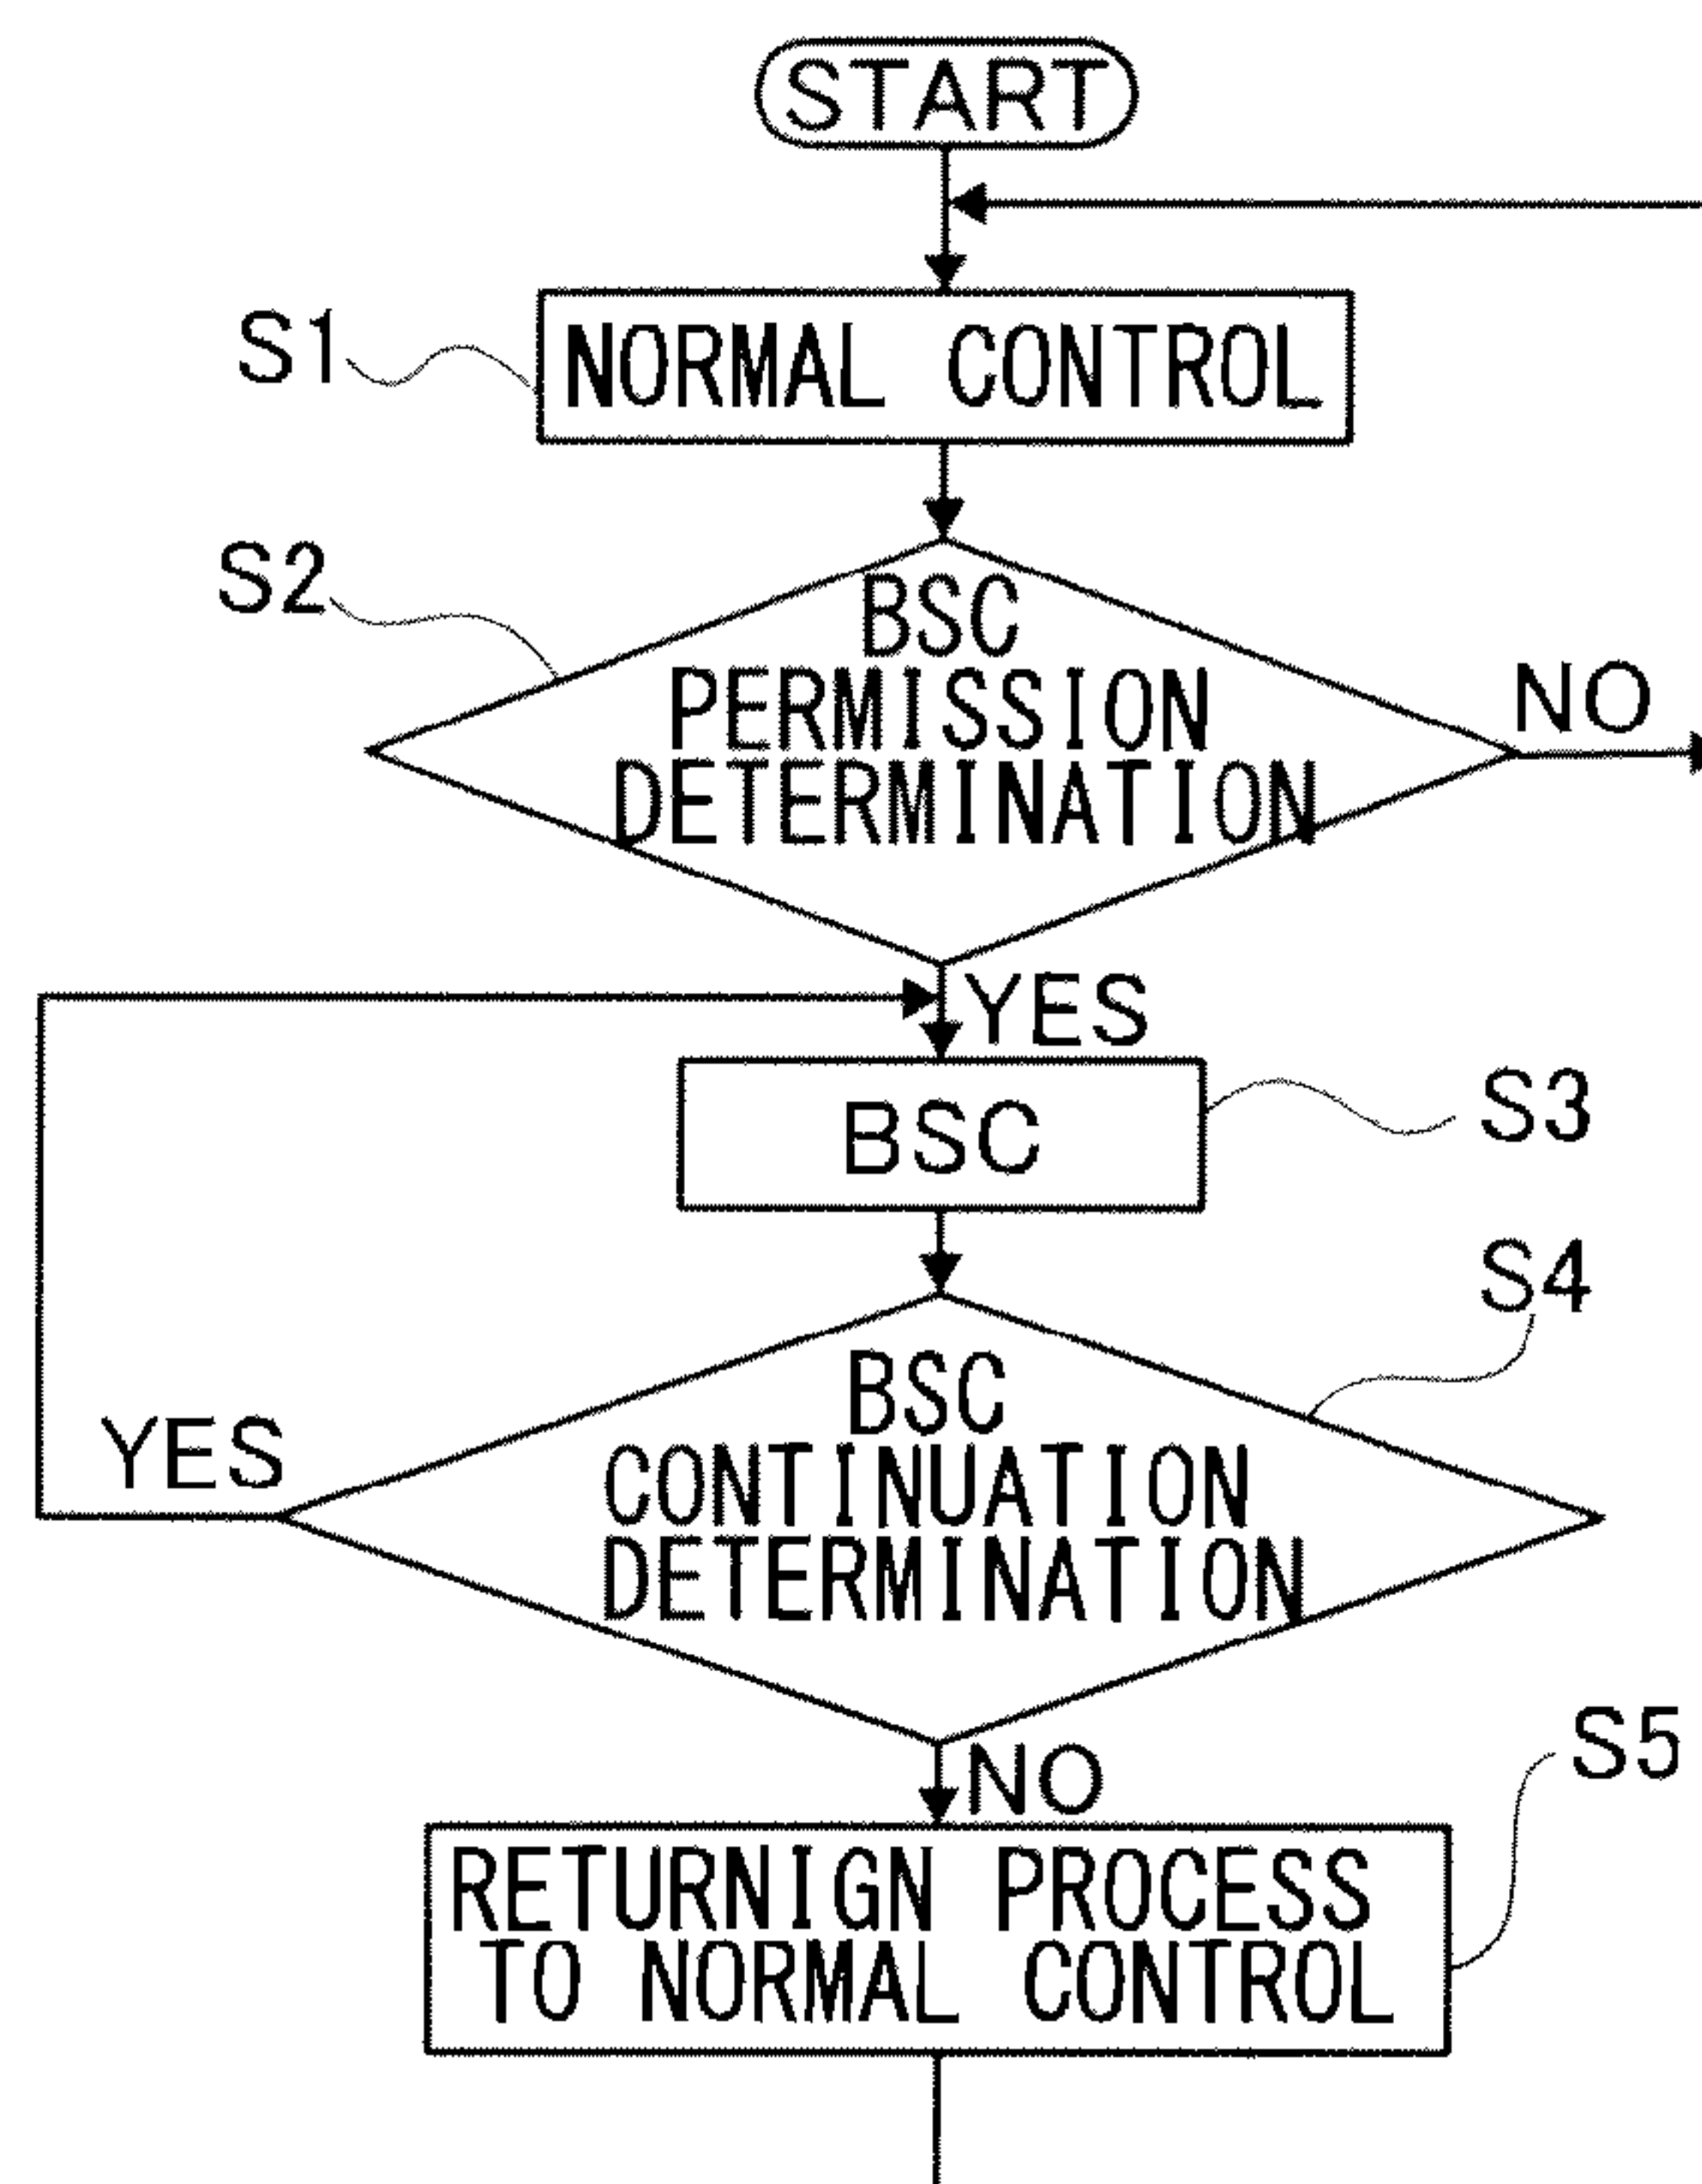 START
S1
NORMAL CONTROL
S2
BSC
PERMISSION
DETERMINATION
NO
YES
BSC
S3
S4
BSC
CONTINUATION
DETERMINATION
YES
NO
S5
RETURNIGN PROCESS
TO NORMAL CONTROL